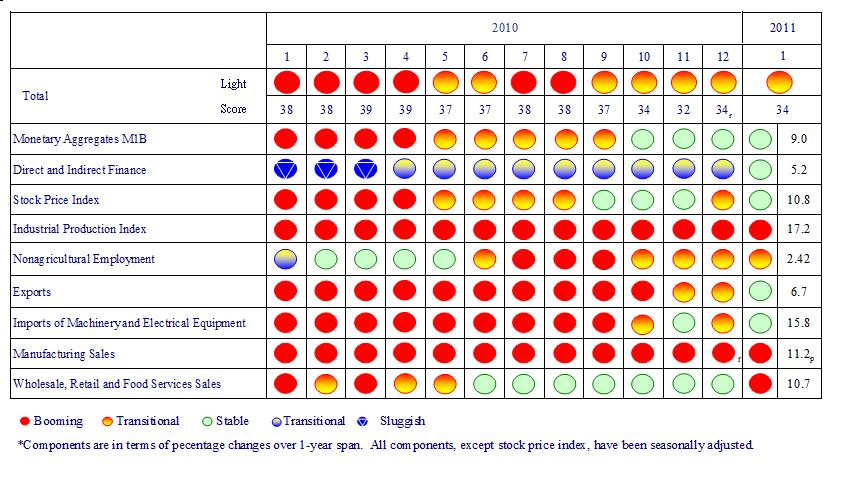 2010 2011
1 2 3 4 5 6 7 8 9 10 11 12 1
Total Light
Score 38 38 39 39 37 37 38 38 37 34 32 34r 34
Monetary Aggregates M1B 9.0
Direct and Indirect Finance 5.2
Stock Price Index 10.8
Industrial Production Index 17.2
Nonagricultural Employment 2.42
Exports 6.7
Imports of Machinery and Electrical Equipment 15.8
Manufacturing Sales r 11.2p
Wholesale, Retail and Food Services Sales 10.7
Booming Transitional Stable Transitional Sluggish
*Components are in terms of pecentage changes over 1-year span. All components, except stock price index, have been seasonally adjusted.